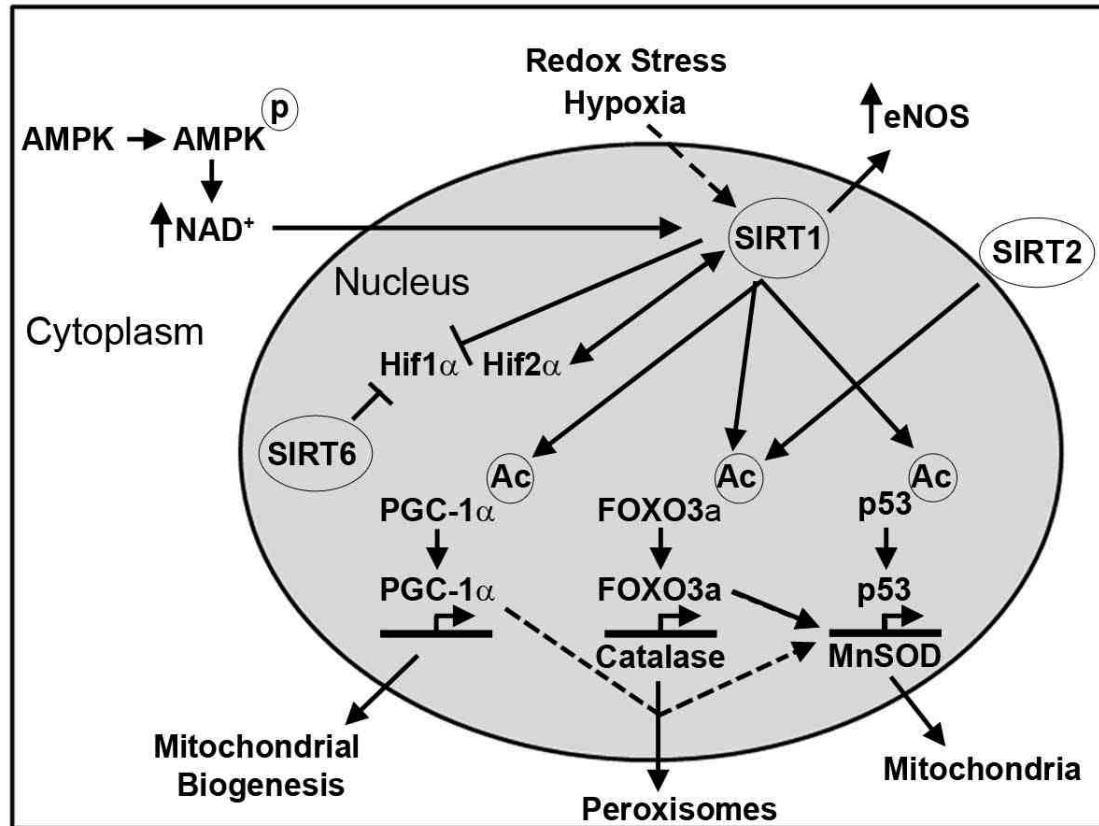 Redox Stress
Hypoxia
p
AMPK AMPK
eNOS
NAD⁺
SIRT1
SIRT2
Nucleus
Cytoplasm
Hif1α Hif2α
SIRT6
Ac Ac Ac
PGC-1α FOXO3a p53
PGC-1α FOXO3a p53
Catalase MnSOD
Mitochondrial
Biogenesis
Mitochondria
Peroxisomes